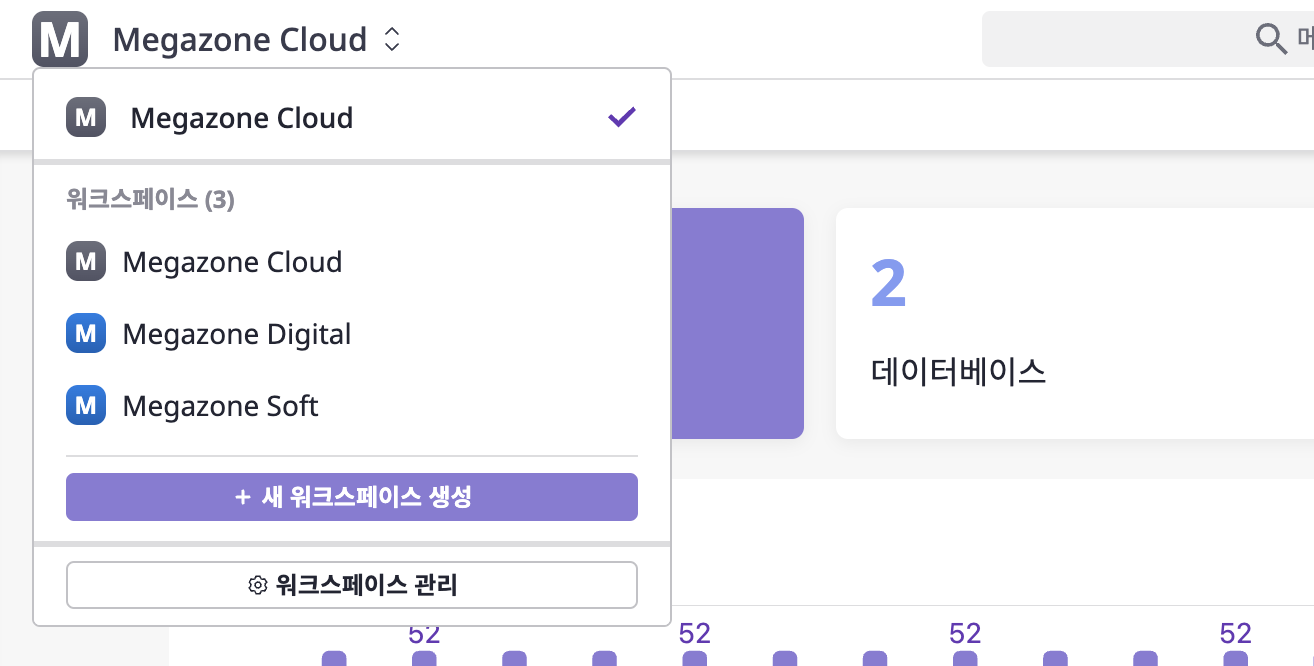 M Megazone Cloud
M Megazone Cloud
워크스페이스 (3)
M Megazone Cloud
M Megazone Digital
M Megazone Soft
+ 새 워크스페이스 생성
워크스페이스 관리
2
데이터베이스
52 52 52 52